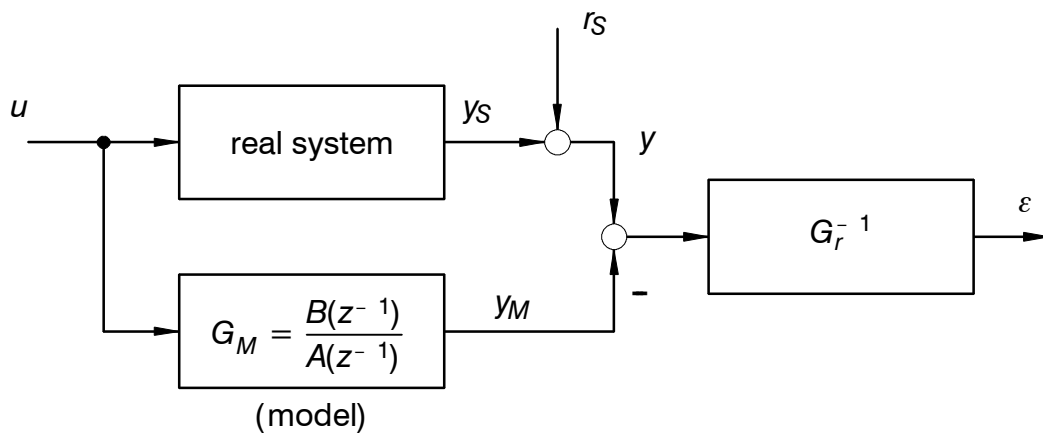 r_S
u
y_S
real system
y
ε
G_r^{- 1}
-
y_M
G_M = B(z^{- 1}) / A(z^{- 1})
(model)